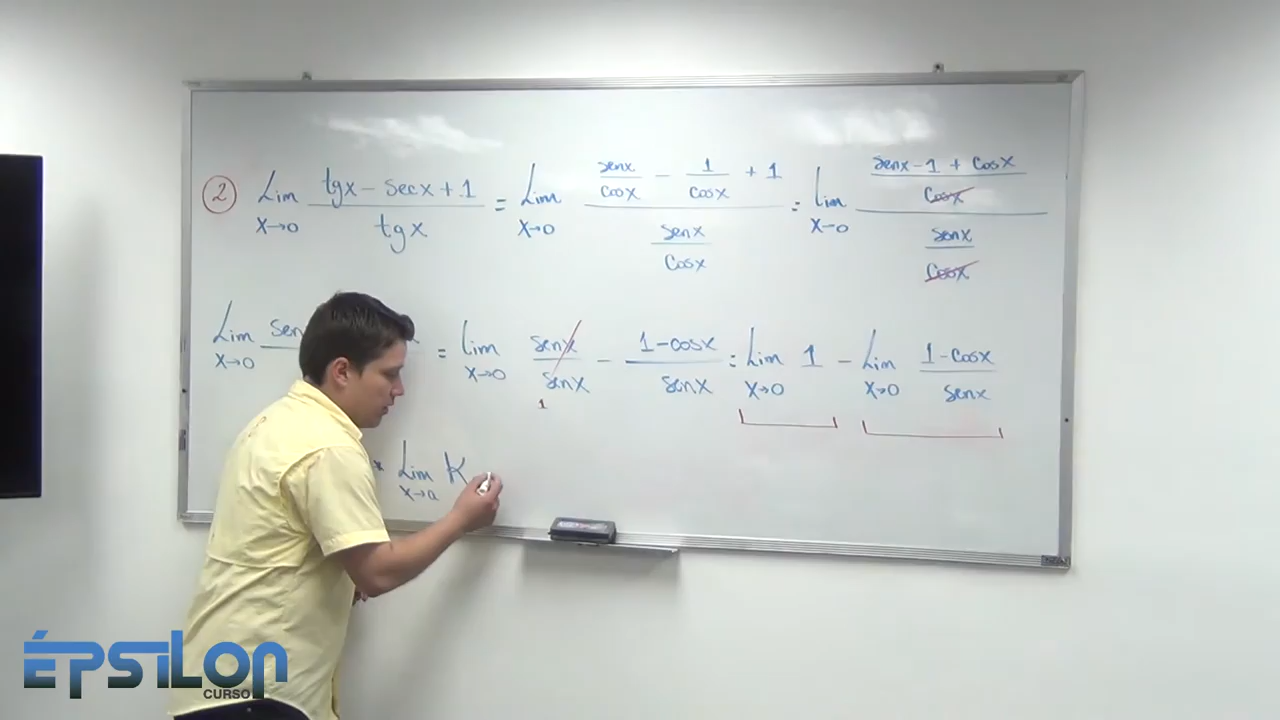 2 Lim x→0 (tgx - secx + 1)/(tgx) = Lim x→0 (senx/cosx - 1/cosx + 1)/(senx/cosx) = Lim x→0 ((senx - 1 + cosx)/cosx)/(senx/cosx)
Lim x→0 sen = Lim x→0 senx/senx - (1-cosx)/senx = Lim x→0 1 - Lim x→0 (1-cosx)/senx
1
* Lim x→a K
ÉPSILON
CURSO